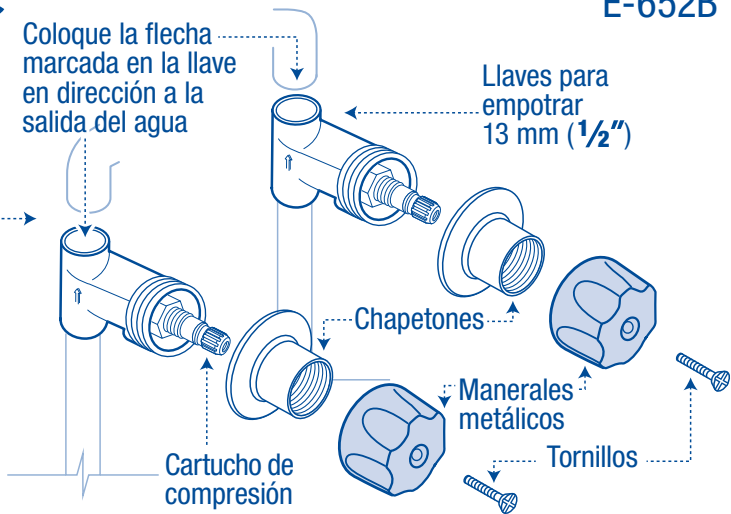 E-652B
Coloque la flecha
marcada en la llave
en dirección a la
salida del agua
Llaves para
empotrar
13 mm (1/2")
Chapetones
Manerales
metálicos
Tornillos
Cartucho de
compresión